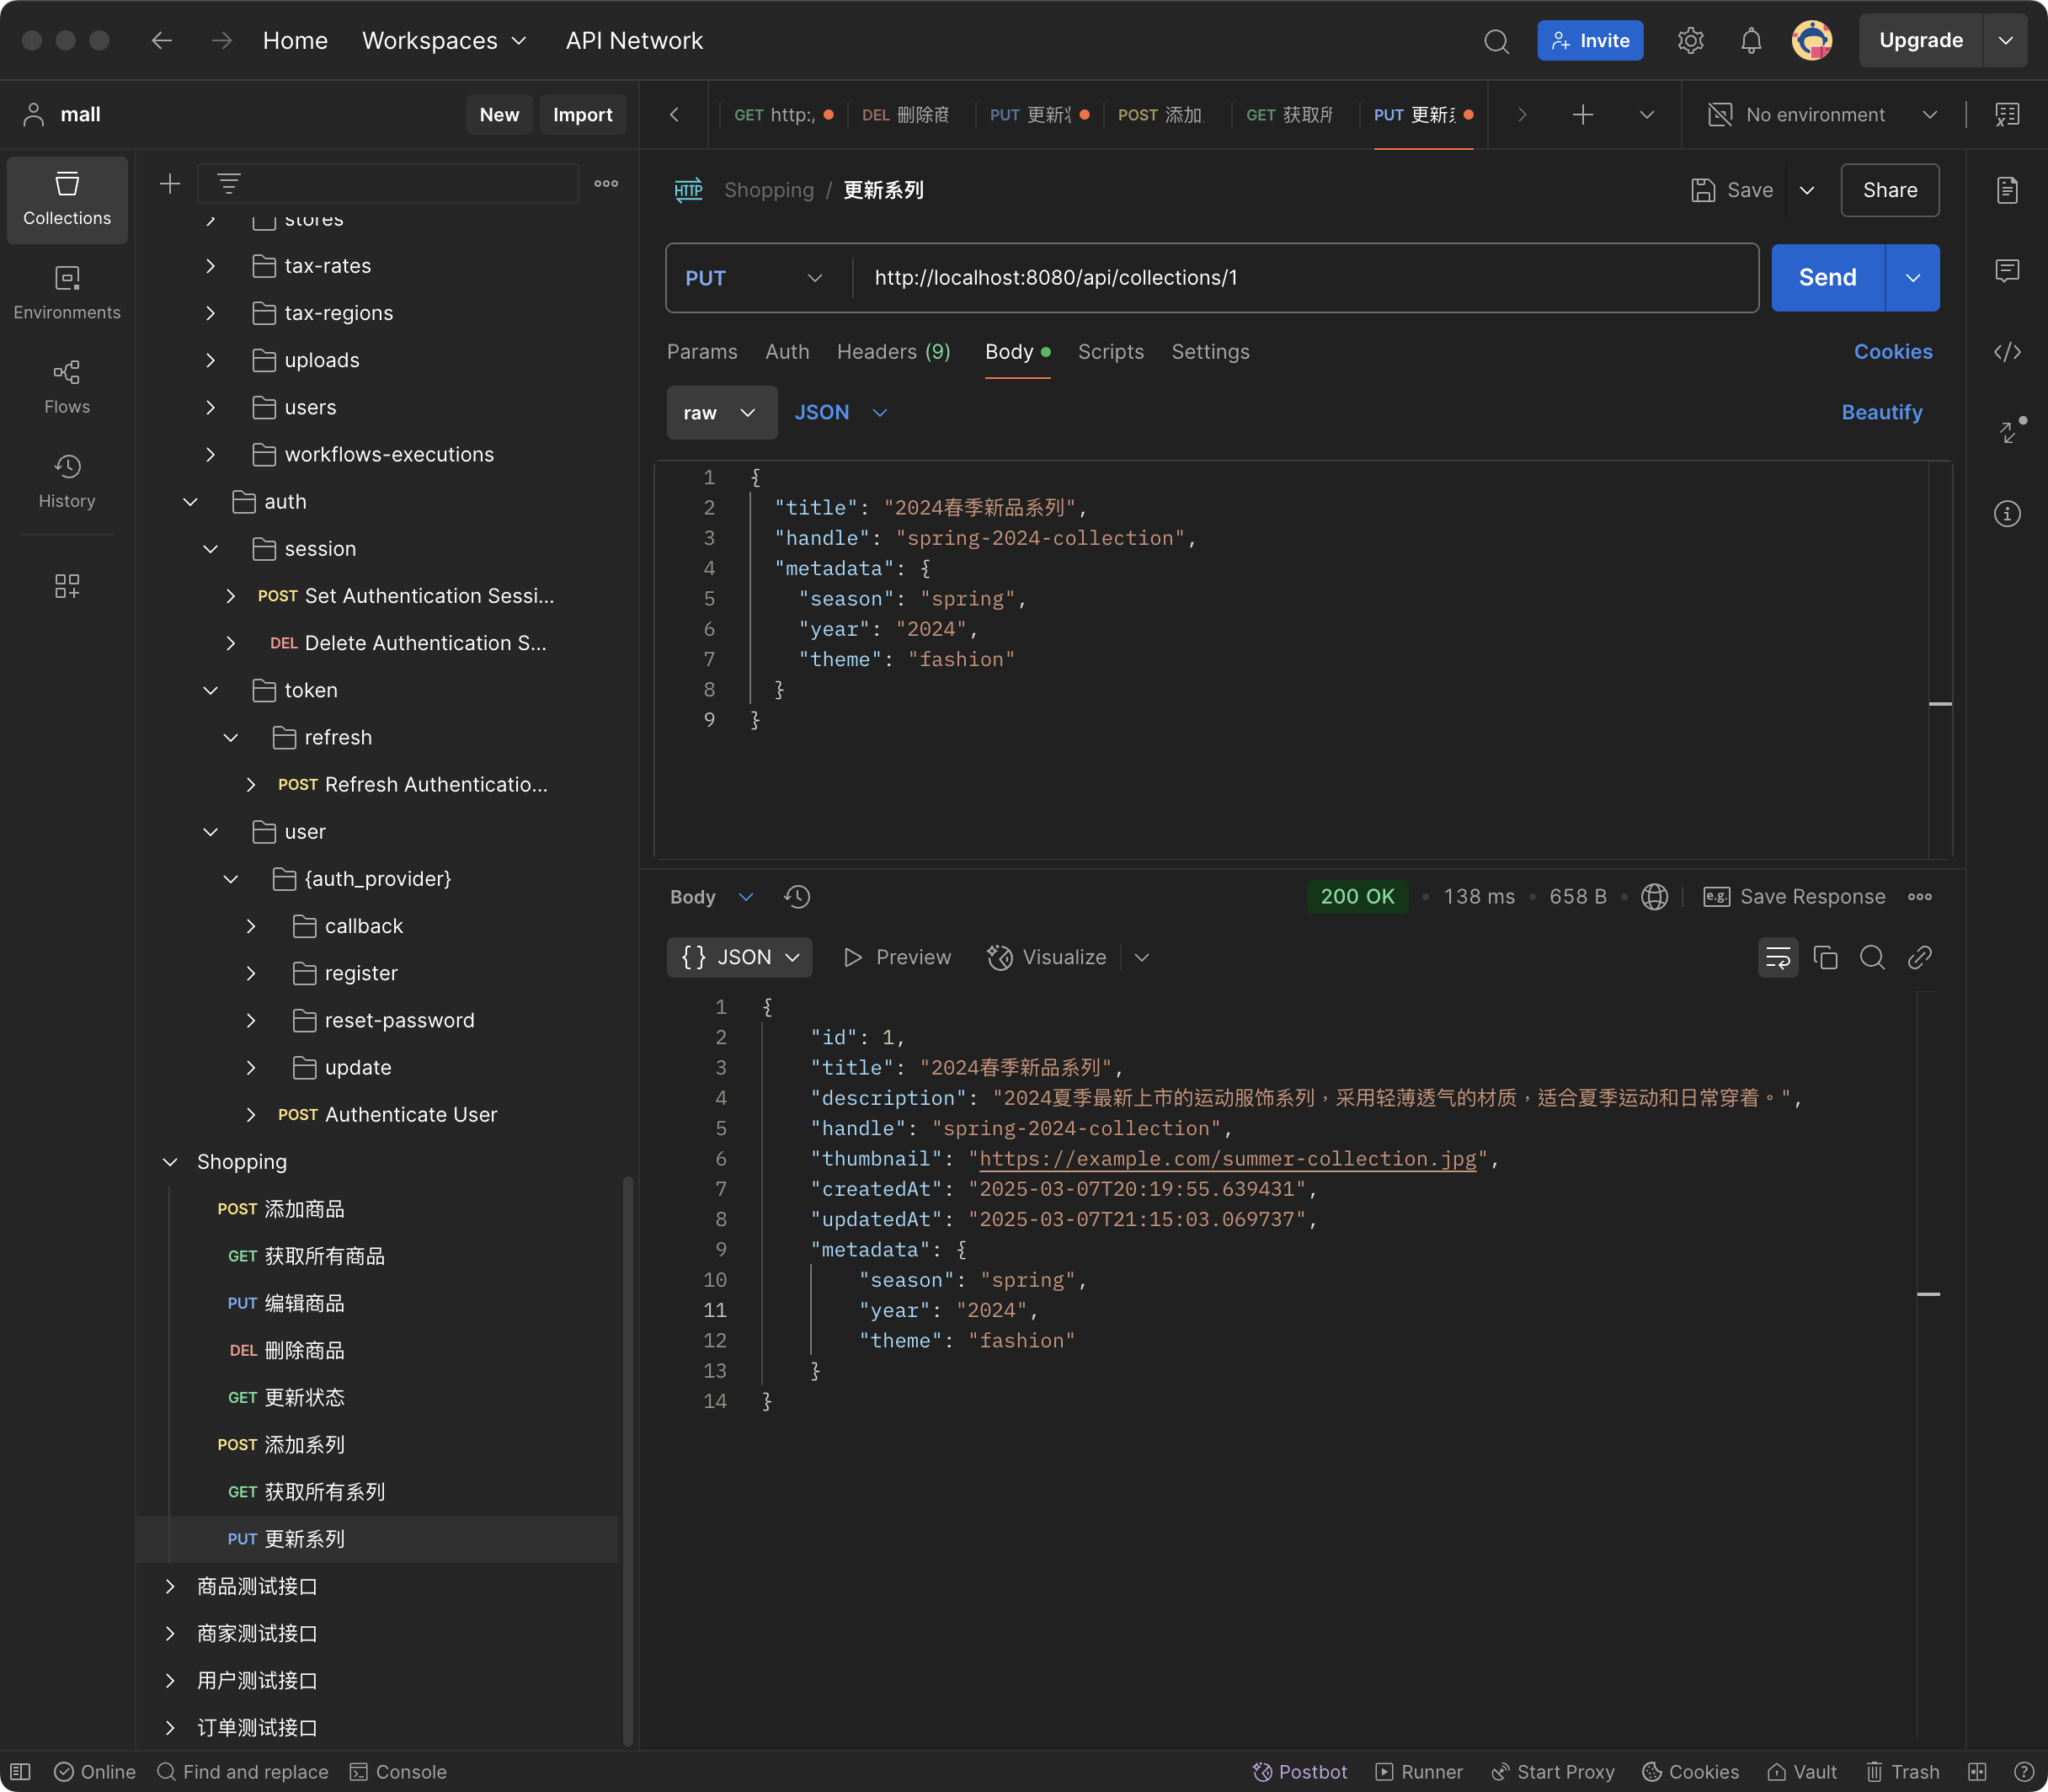 Home Workspaces API Network Invite Upgrade
mall New Import
GET http:/ DEL 删除商 PUT 更新状 POST 添加 GET 获取所 PUT 更新系 No environment
Collections
Environments
Flows
History
stores
tax-rates
tax-regions
uploads
users
workflows-executions
auth
session
POST Set Authentication Sessi...
DEL Delete Authentication S...
token
refresh
POST Refresh Authenticatio...
user
{auth_provider}
callback
register
reset-password
update
POST Authenticate User
Shopping
POST 添加商品
GET 获取所有商品
PUT 编辑商品
DEL 删除商品
GET 更新状态
POST 添加系列
GET 获取所有系列
PUT 更新系列
商品测试接口
商家测试接口
用户测试接口
订单测试接口
HTTP Shopping / 更新系列 Save Share
PUT http://localhost:8080/api/collections/1 Send
Params Auth Headers (9) Body Scripts Settings Cookies
raw JSON Beautify
1 {
2 "title": "2024春季新品系列",
3 "handle": "spring-2024-collection",
4 "metadata": {
5 "season": "spring",
6 "year": "2024",
7 "theme": "fashion"
8 }
9 }
Body 200 OK • 138 ms • 658 B • e.g. Save Response
{} JSON Preview Visualize
1 {
2 "id": 1,
3 "title": "2024春季新品系列",
4 "description": "2024夏季最新上市的运动服饰系列，采用轻薄透气的材质，适合夏季运动和日常穿着。",
5 "handle": "spring-2024-collection",
6 "thumbnail": "https://example.com/summer-collection.jpg",
7 "createdAt": "2025-03-07T20:19:55.639431",
8 "updatedAt": "2025-03-07T21:15:03.069737",
9 "metadata": {
10 "season": "spring",
11 "year": "2024",
12 "theme": "fashion"
13 }
14 }
Online Find and replace Console Postbot Runner Start Proxy Cookies Vault Trash